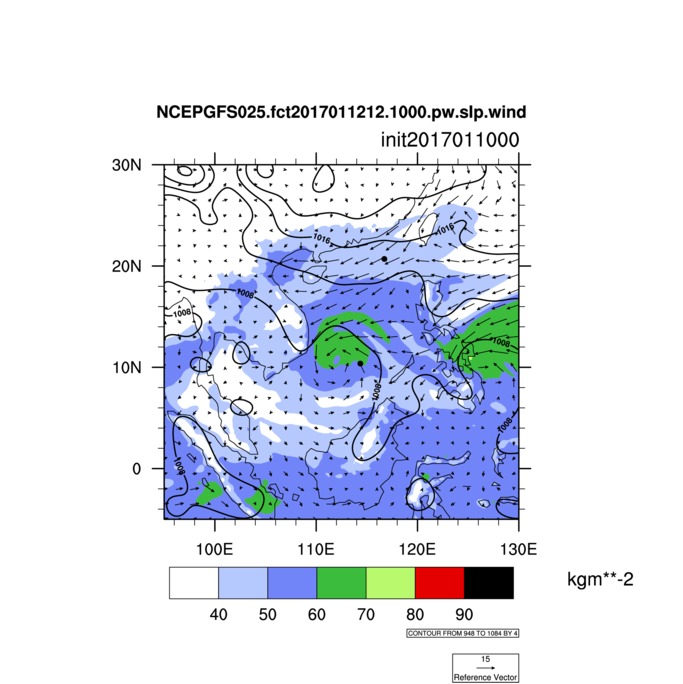 NCEPGFS025.fct2017011212.1000.pw.slp.wind
init2017011000
30N
20N
10N
0
1016
1016
1008
1008
1008
1008
1008
1008
100E 110E 120E 130E
40 50 60 70 80 90
kgm**-2
CONTOUR FROM 948 TO 1084 BY 4
15
Reference Vector